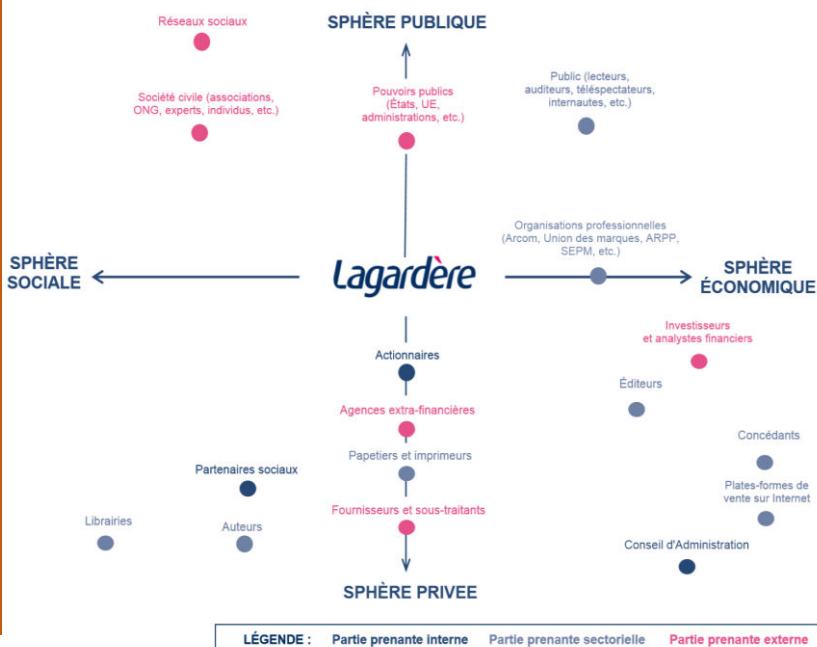 Réseaux sociaux
SPHÈRE PUBLIQUE
Société civile (associations,
ONG, experts, individus, etc.)
Pouvoirs publics
(États, UE,
administrations, etc.)
Public (lecteurs,
auditeurs, téléspectateurs,
internautes, etc.)
Organisations professionnelles
(Arcom, Union des marques, ARPP,
SEPM, etc.)
SPHÈRE
SOCIALE
Lagardère
SPHÈRE
ÉCONOMIQUE
Investisseurs
et analystes financiers
Actionnaires
Éditeurs
Agences extra-financières
Concédants
Papetiers et imprimeurs
Partenaires sociaux
Plates-formes de
vente sur Internet
Fournisseurs et sous-traitants
Librairies
Auteurs
Conseil d'Administration
SPHÈRE PRIVEE
LÉGENDE : Partie prenante interne Partie prenante sectorielle Partie prenante externe